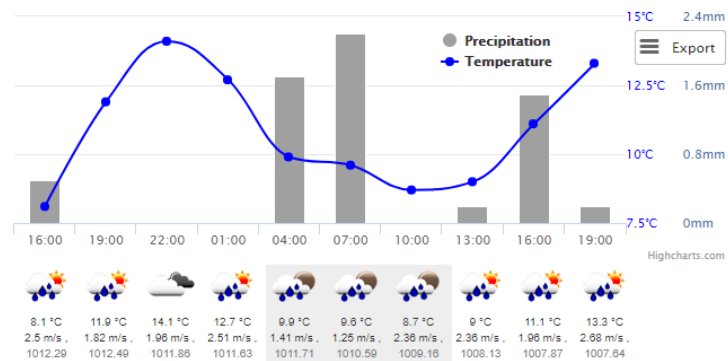 15°C 2.4mm
Precipitation
Temperature
Export
12.5°C 1.6mm
10°C 0.8mm
7.5°C 0mm
16:00 19:00 22:00 01:00 04:00 07:00 10:00 13:00 16:00 19:00
Highcharts.com
8.1 °C 11.9 °C 14.1 °C 12.7 °C 9.9 °C 9.6 °C 8.7 °C 9 °C 11.1 °C 13.3 °C
2.5 m/s , 1.82 m/s , 1.96 m/s , 2.51 m/s , 1.41 m/s , 1.25 m/s , 2.36 m/s , 2.36 m/s , 1.96 m/s , 2.68 m/s ,
1012.29 1012.49 1011.86 1011.63 1011.71 1010.59 1009.16 1008.13 1007.87 1007.64